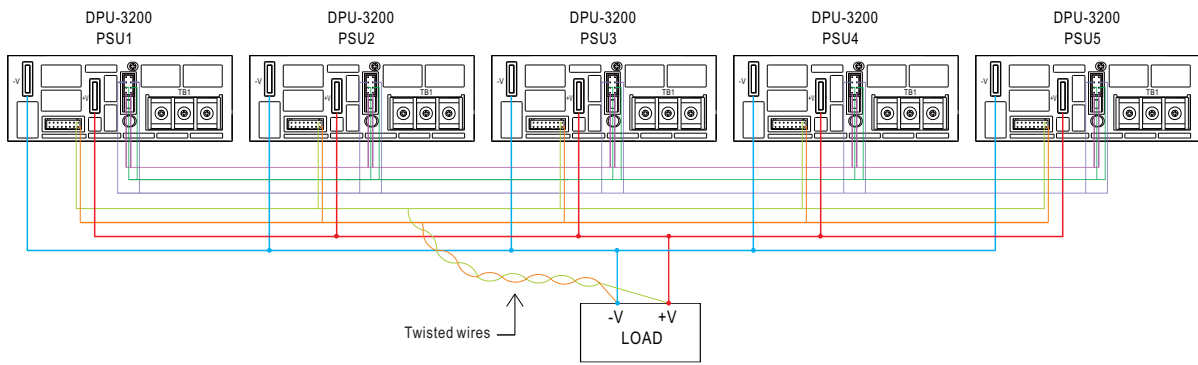 DPU-3200 DPU-3200 DPU-3200 DPU-3200 DPU-3200
PSU1 PSU2 PSU3 PSU4 PSU5
-V +V TB1 -V +V TB1 -V +V TB1 -V +V TB1 -V +V TB1
-V +V
Twisted wires LOAD